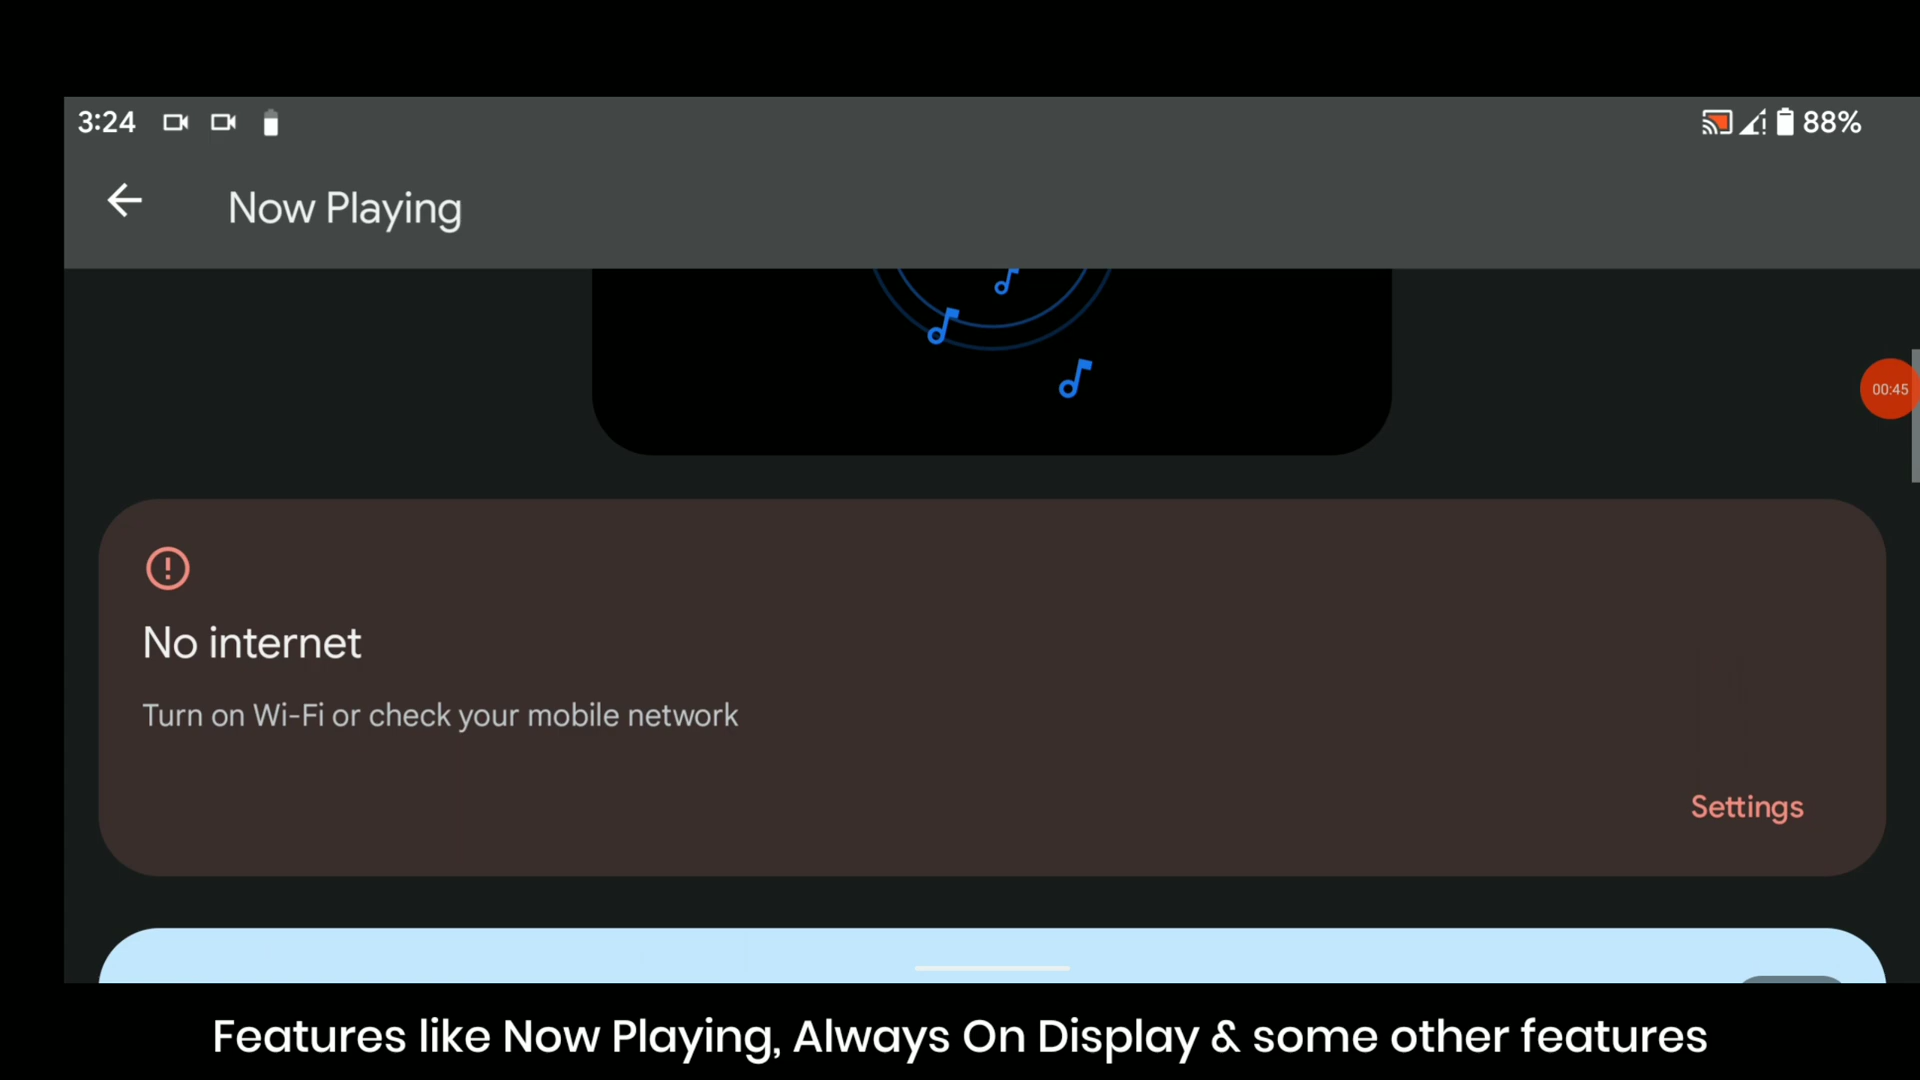 3:24
88%
Now Playing
00:45
No internet
Turn on Wi-Fi or check your mobile network
Settings
Features like Now Playing, Always On Display & some other features